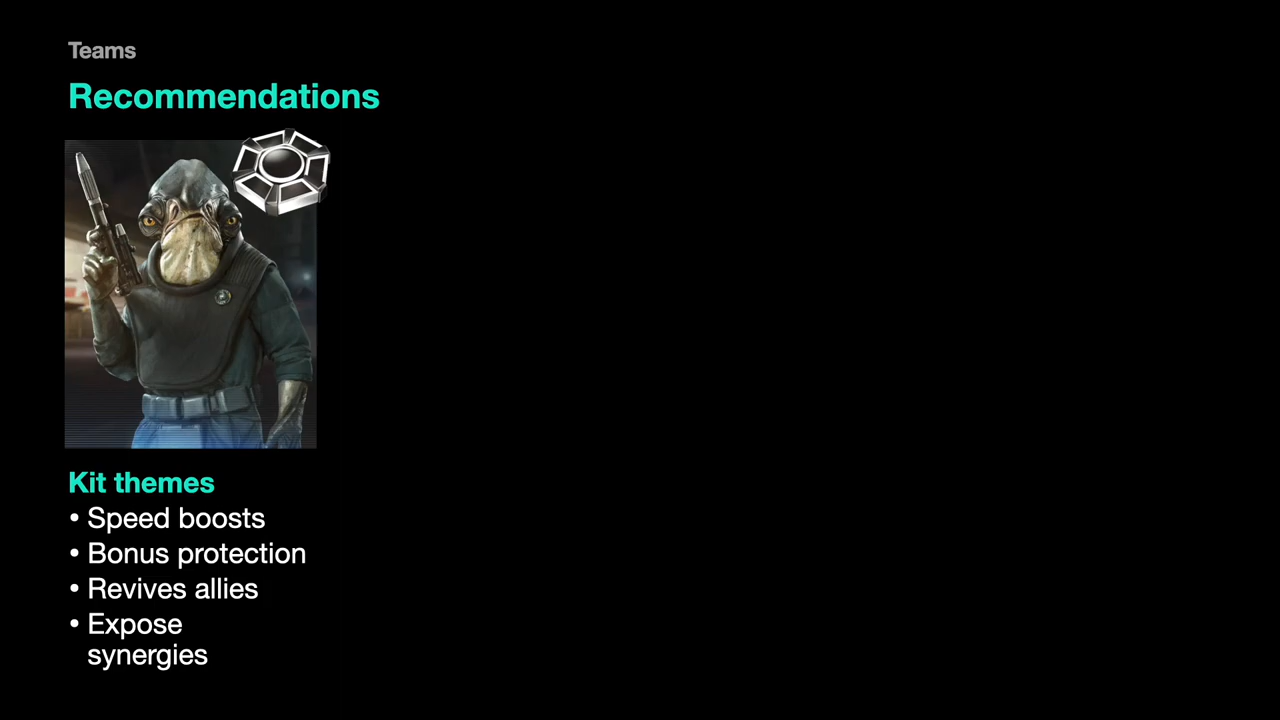 Teams
Recommendations
Kit themes
• Speed boosts
• Bonus protection
• Revives allies
• Expose
synergies